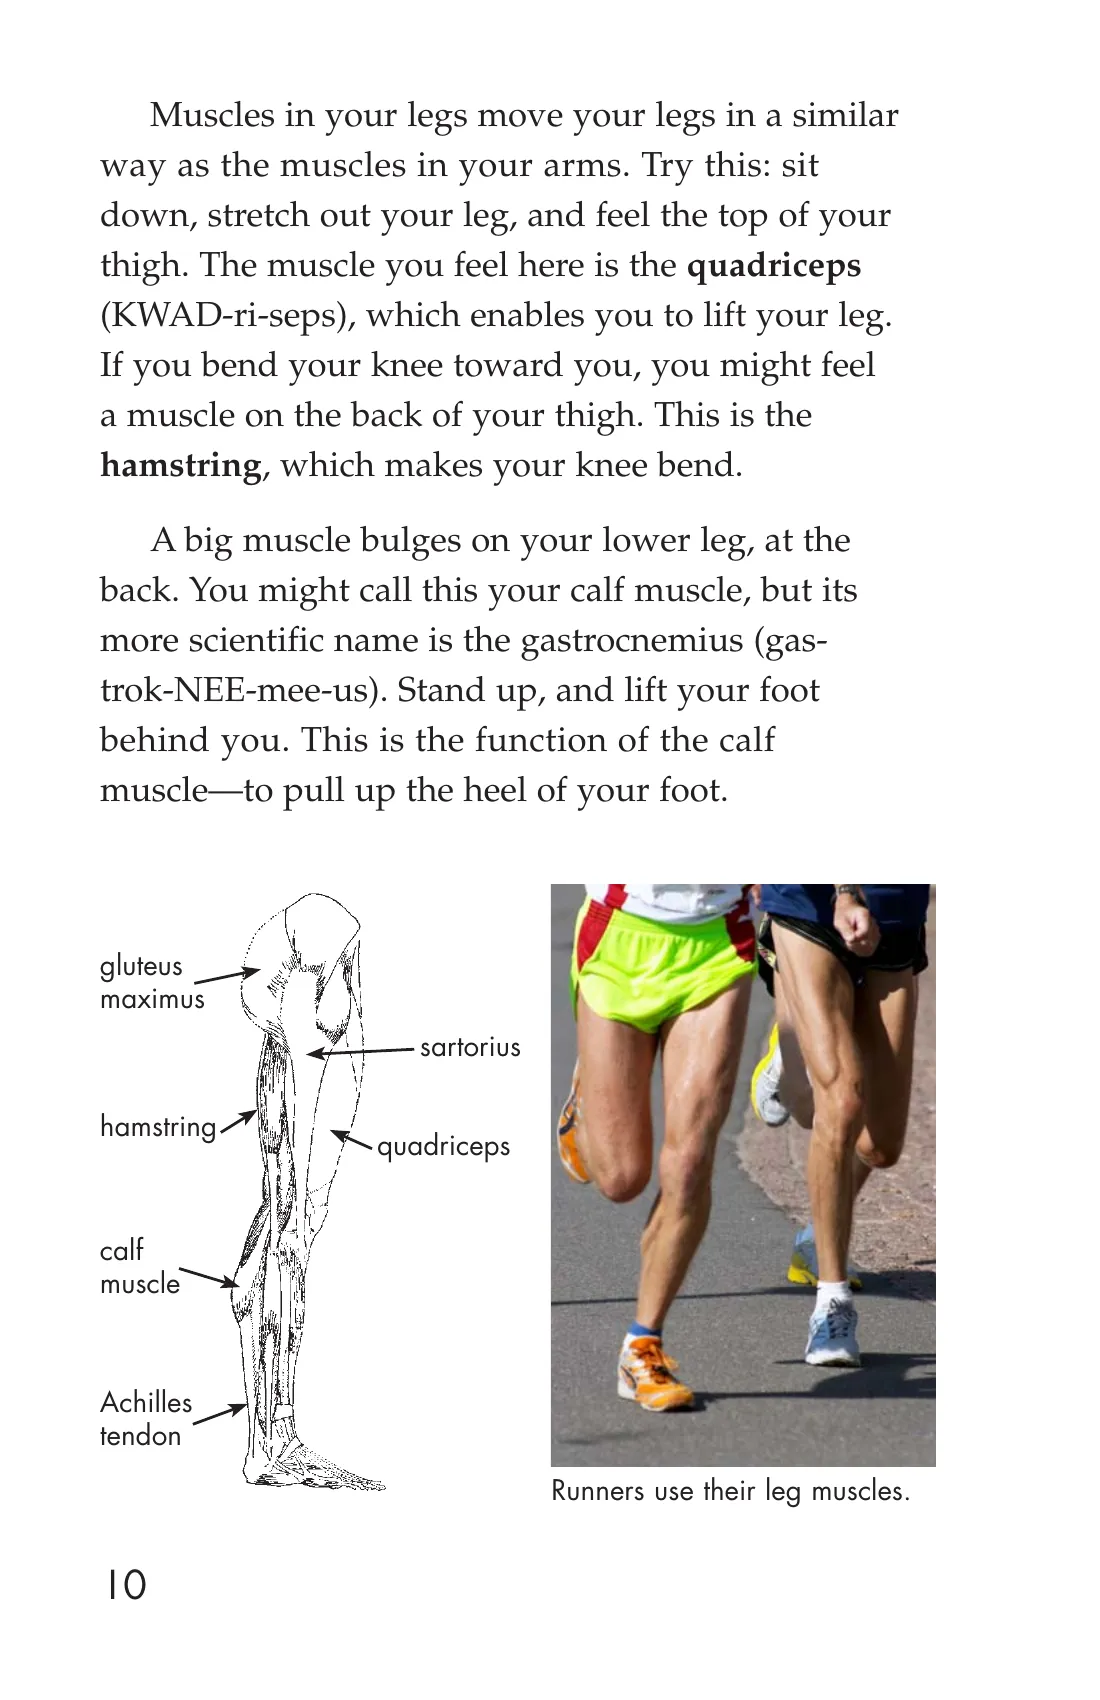 Muscles in your legs move your legs in a similar
way as the muscles in your arms. Try this: sit
down, stretch out your leg, and feel the top of your
thigh. The muscle you feel here is the quadriceps
(KWAD-ri-seps), which enables you to lift your leg.
If you bend your knee toward you, you might feel
a muscle on the back of your thigh. This is the
hamstring, which makes your knee bend.
A big muscle bulges on your lower leg, at the
back. You might call this your calf muscle, but its
more scientific name is the gastrocnemius (gas-
trok-NEE-mee-us). Stand up, and lift your foot
behind you. This is the function of the calf
muscle—to pull up the heel of your foot.
gluteus
maximus
sartorius
hamstring
quadriceps
calf
muscle
Achilles
tendon
Runners use their leg muscles.
10